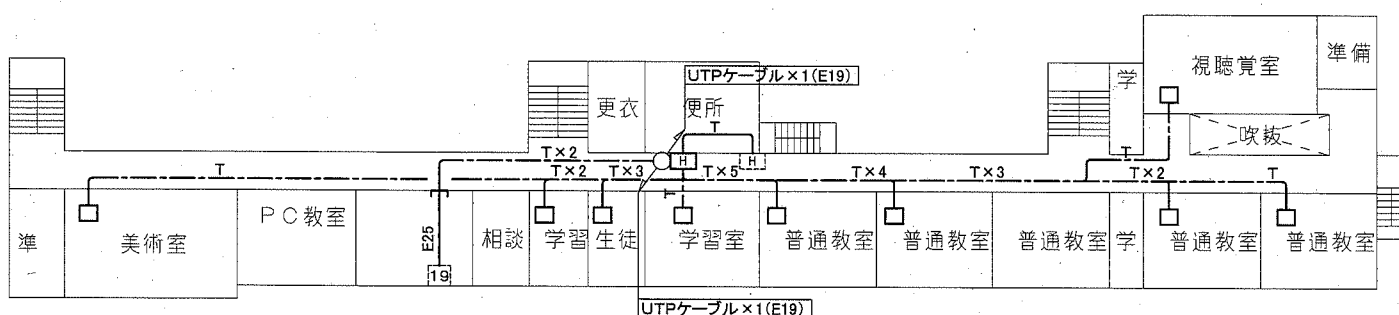 準備
視聴覚室
学
UTPケーブル×1(E19)
更衣
便所
吹抜
T
H
H
T
T×2
T
T×2
T×3
T×5
T×4
T×3
T×2
T
T
E25
19
準
美術室
PC教室
相談
学習
生徒
学習室
普通教室
普通教室
普通教室
学
普通教室
普通教室
UTPケーブル×1(E19)